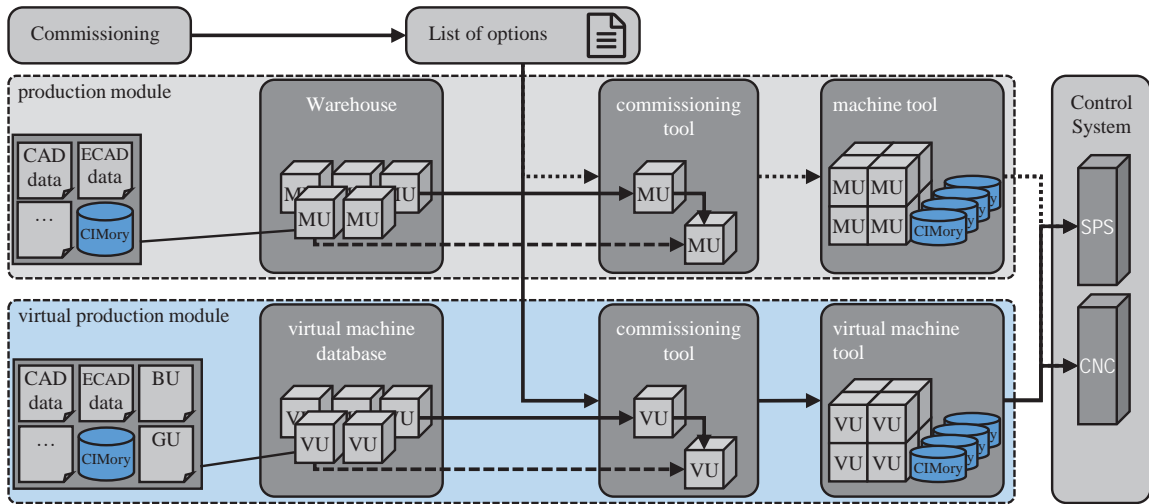 Commissioning
List of options
production module
Warehouse
commissioning
tool
machine tool
Control
System
CAD
data
ECAD
data
...
CIMory
MU
MU
MU
MU
MU
MU
MU
MU
MU
MU
MU
CIMory
SPS
virtual production module
virtual machine
database
commissioning
tool
virtual machine
tool
CAD
data
ECAD
data
BU
...
CIMory
GU
VU
VU
VU
VU
VU
VU
VU
VU
VU
VU
CIMory
CNC